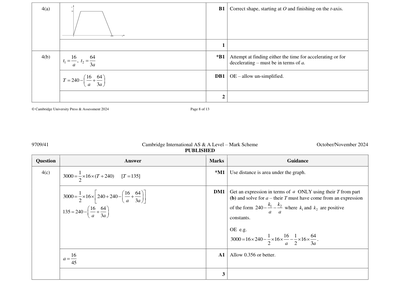 4(a)
B1
Correct shape, starting at O and finishing on the t-axis.
1
4(b)
t₁ = 16/a, t₂ = 64/3a
*B1
Attempt at finding either the time for accelerating or for
decelerating – must be in terms of a.
T = 240 − (16/a + 64/3a)
DB1
OE – allow un-simplified.
2
© Cambridge University Press & Assessment 2024
Page 8 of 13
9709/41
Cambridge International AS & A Level – Mark Scheme
PUBLISHED
October/November 2024
Question
Answer
Marks
Guidance
4(c)
3000 = 1/2 × 16 × (T + 240) [T = 135]
*M1
Use distance is area under the graph.
3000 = 1/2 × 16 × [240 + 240 − (16/a + 64/3a)]
135 = 240 − (16/a + 64/3a)
DM1
Get an expression in terms of a ONLY using their T from part
(b) and solve for a – their T must have come from an expression
of the form 240 − k₁/a − k₂/a where k₁ and k₂ are positive
constants.
OE e.g.
3000 = 16 × 240 − 1/2 × 16 × 16/a − 1/2 × 16 × 64/3a.
a = 16/45
A1
Allow 0.356 or better.
3